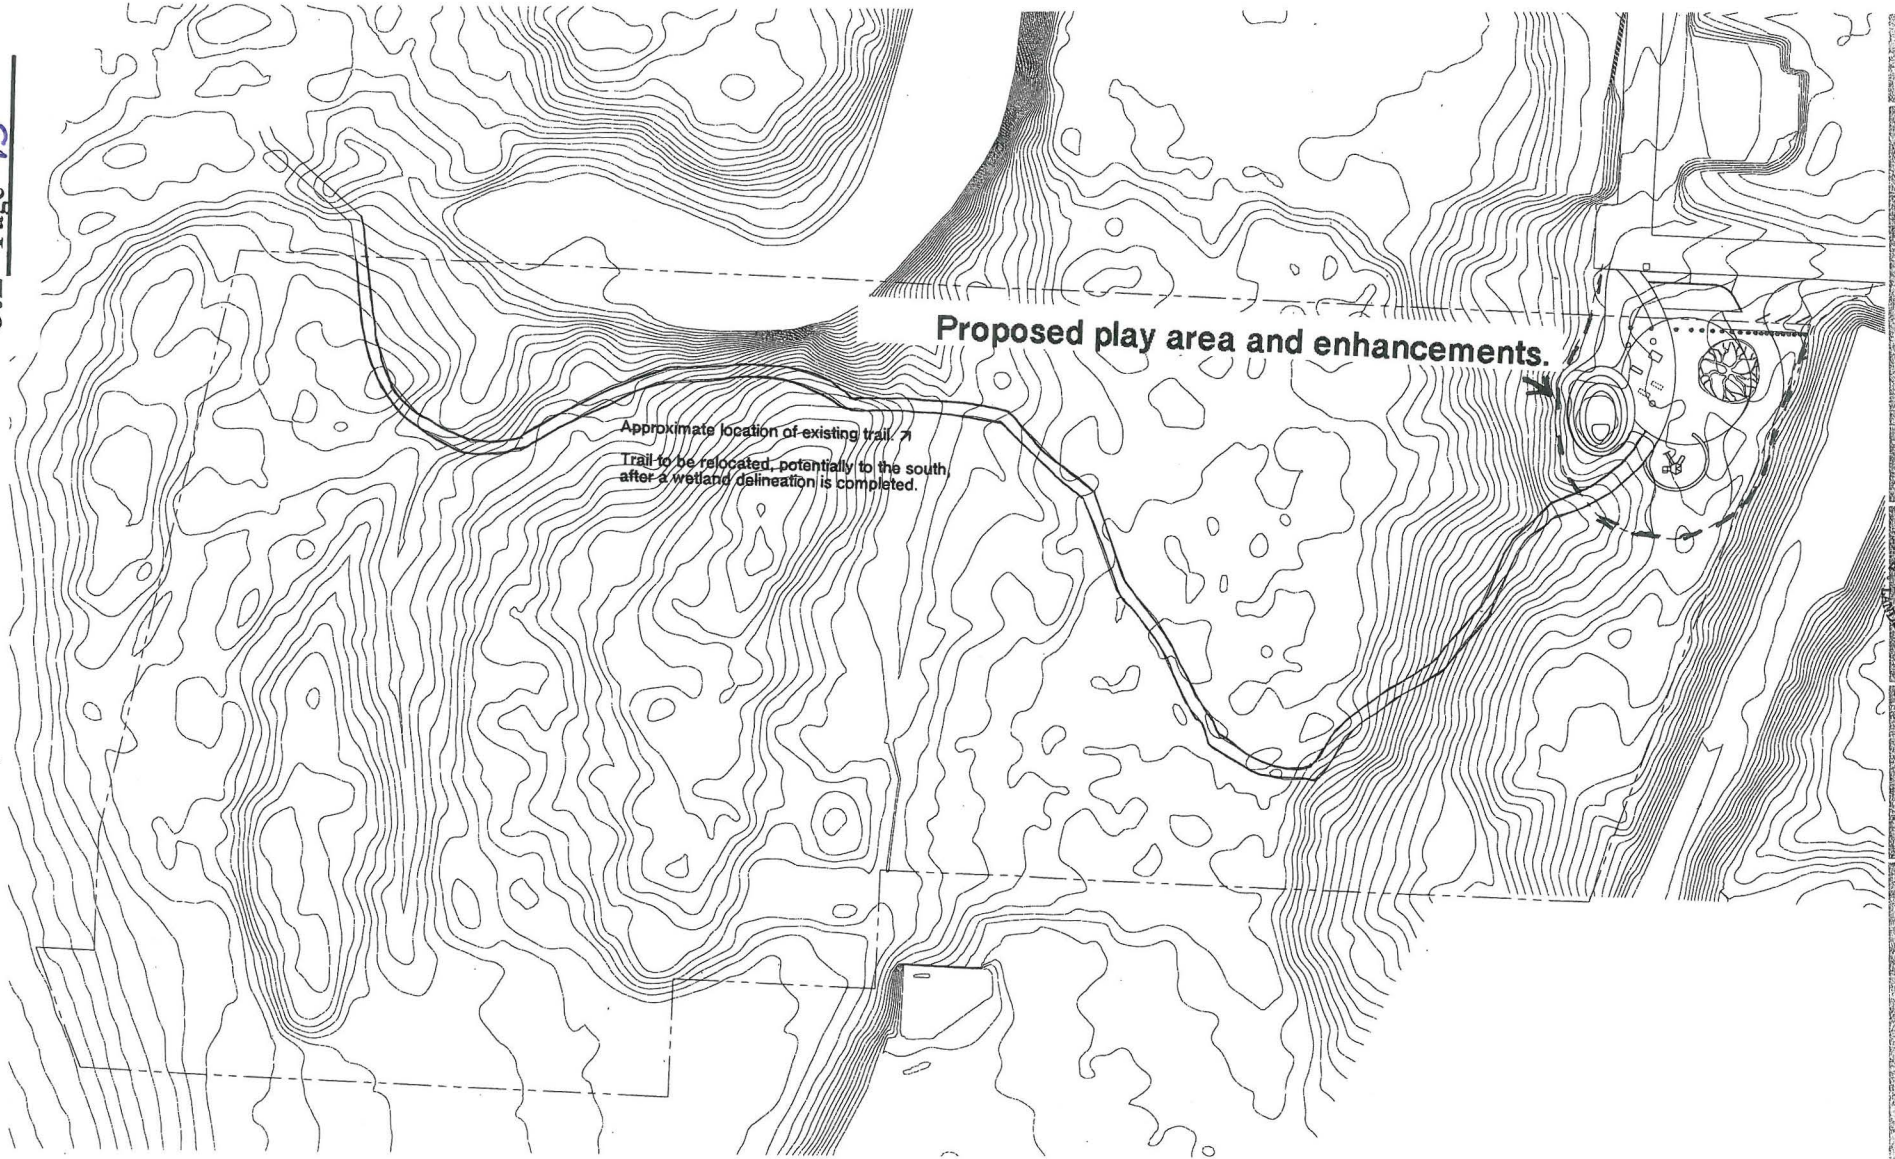 Proposed play area and enhancements.
Approximate location of existing trail.
Trail to be relocated, potentially to the south,
after a wetland delineation is completed.